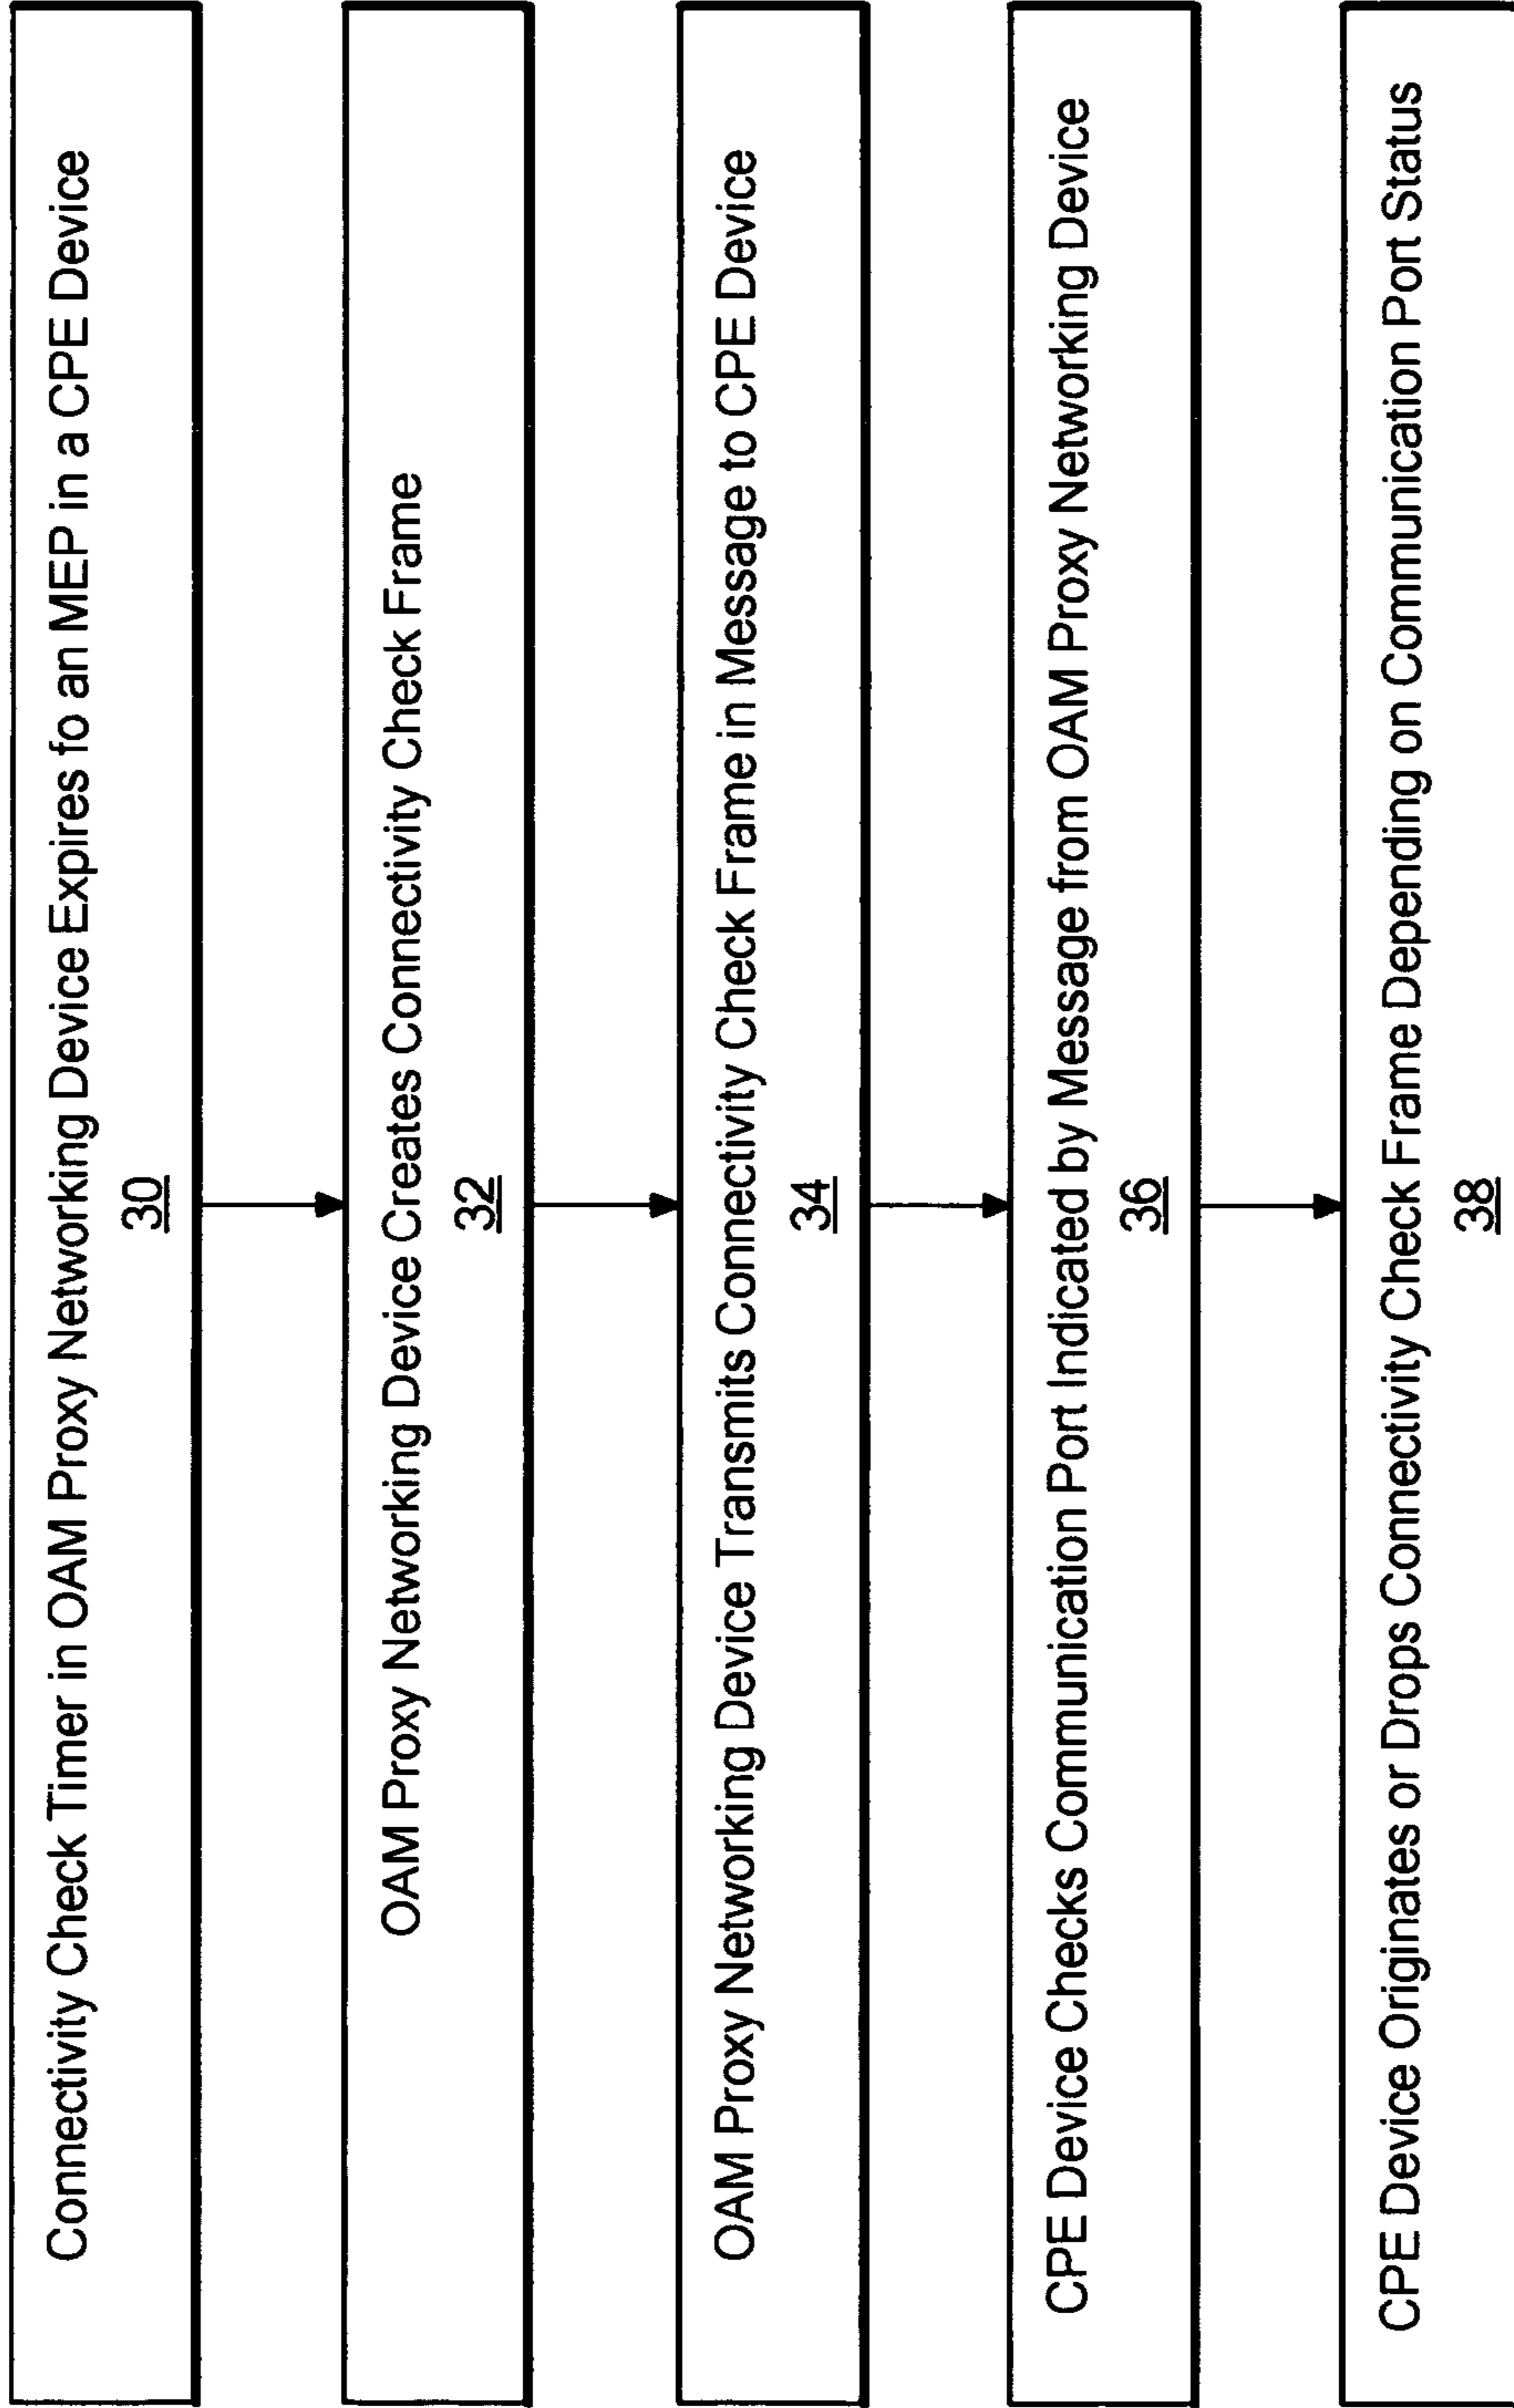 Connectivity Check Timer in OAM Proxy Networking Device Expires fo an MEP in a CPE Device
30
OAM Proxy Networking Device Creates Connectivity Check Frame
32
OAM Proxy Networking Device Transmits Connectivity Check Frame in Message to CPE Device
34
CPE Device Checks Communication Port Indicated by Message from OAM Proxy Networking Device
36
CPE Device Originates or Drops Connectivity Check Frame Depending on Communication Port Status
38